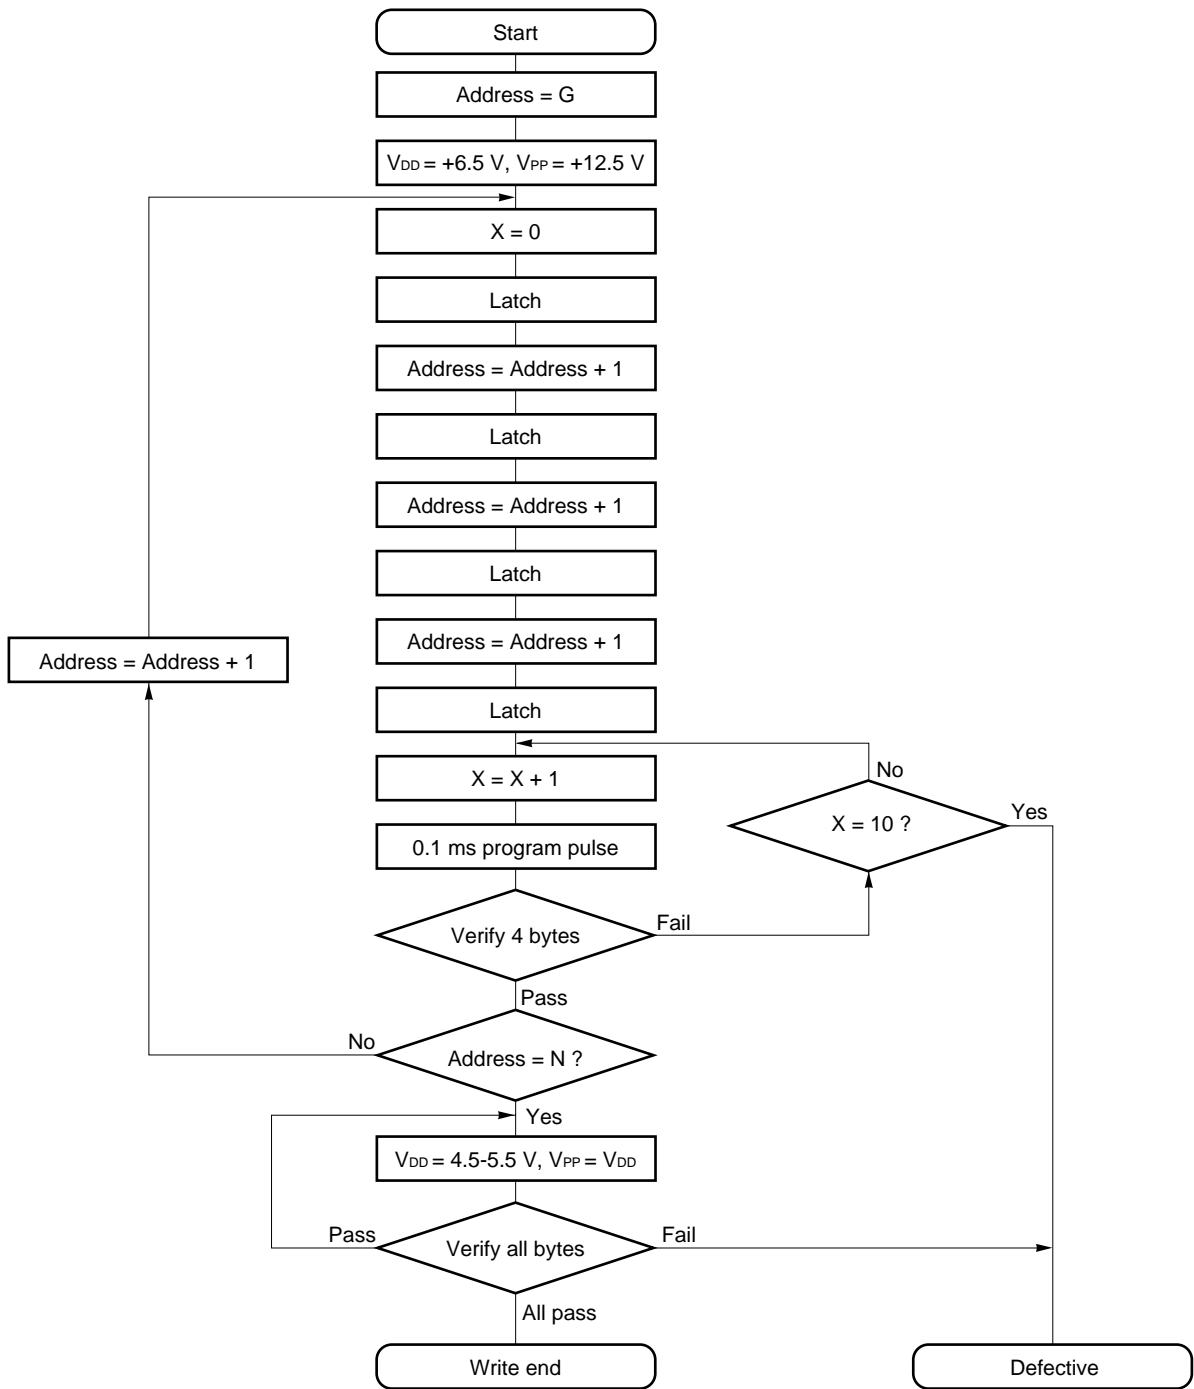 Start
Address = G
VDD = +6.5 V, VPP = +12.5 V
X = 0
Latch
Address = Address + 1
Latch
Address = Address + 1
Latch
Address = Address + 1
Address = Address + 1
Latch
X = X + 1
No
X = 10 ?
Yes
0.1 ms program pulse
Verify 4 bytes
Fail
Pass
No
Address = N ?
Yes
VDD = 4.5-5.5 V, VPP = VDD
Pass
Verify all bytes
Fail
All pass
Write end
Defective